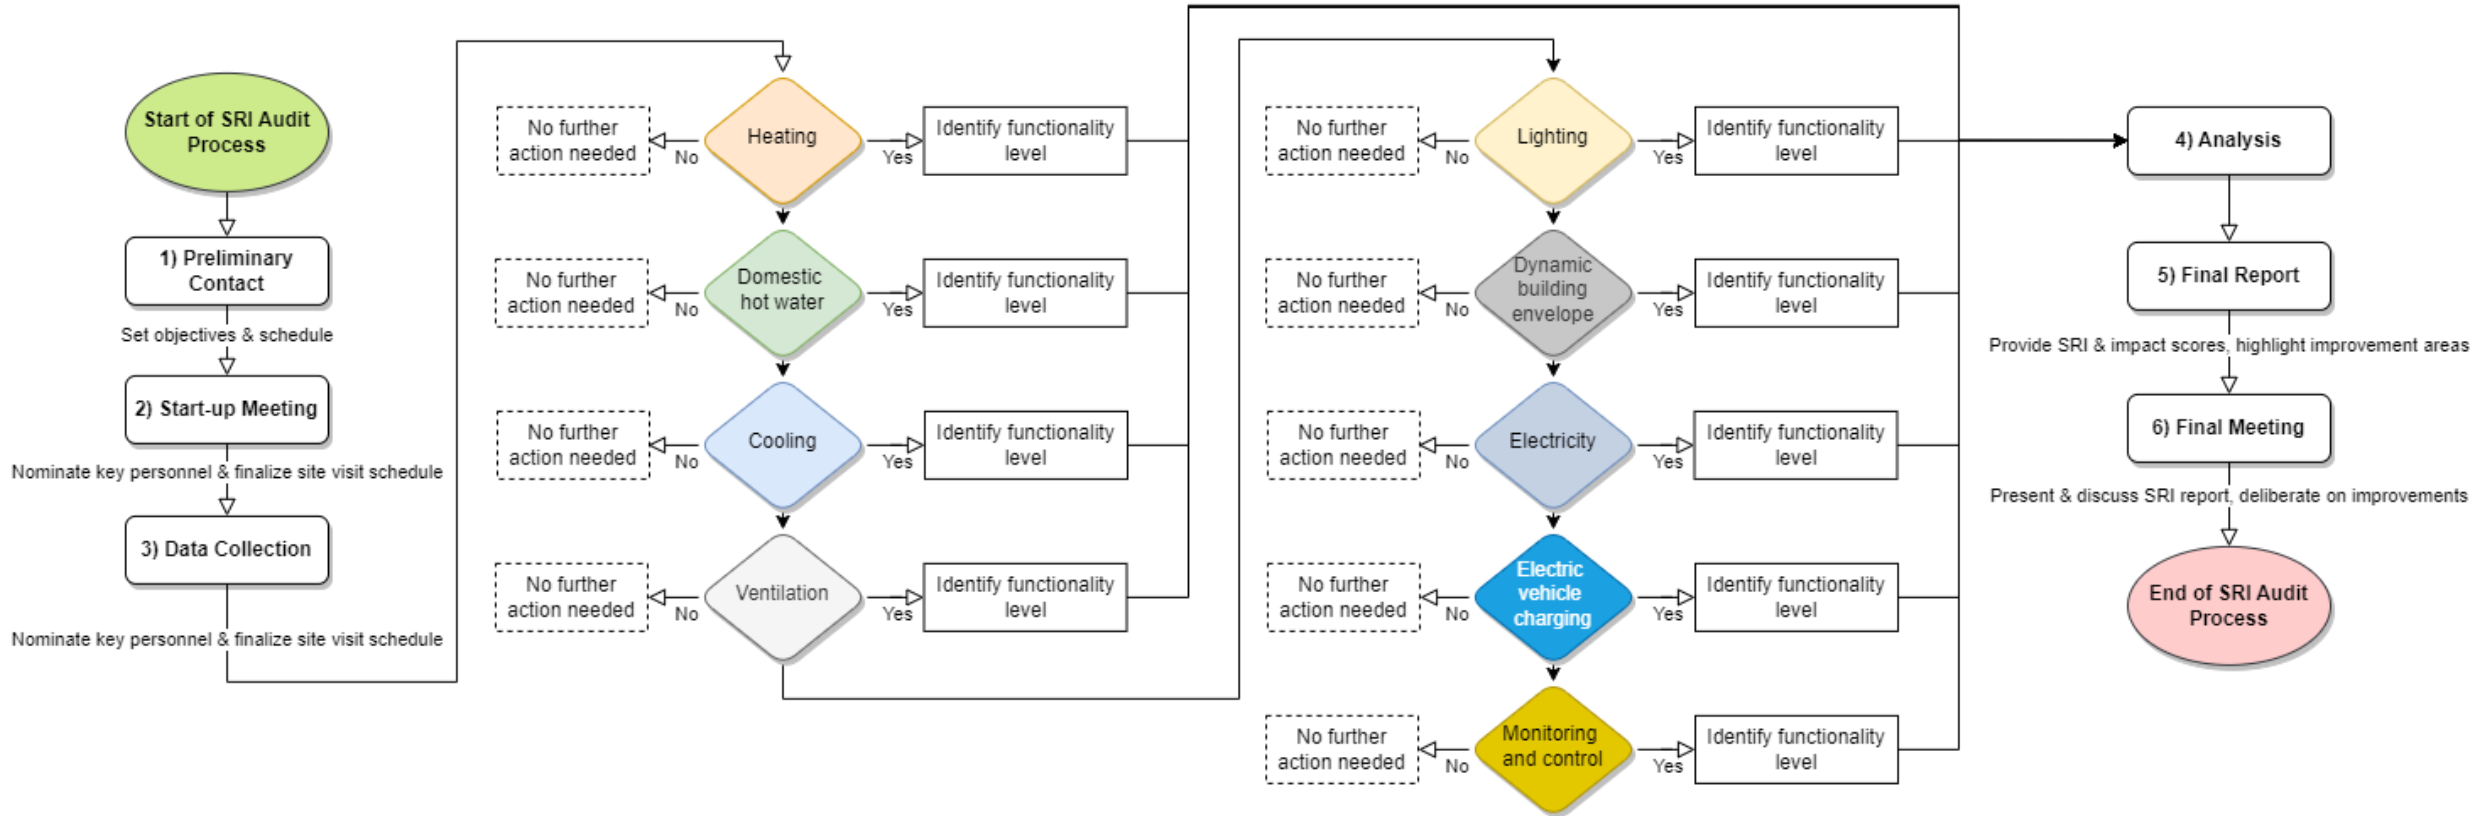 Start of SRI Audit
Process
1) Preliminary
Contact
Set objectives & schedule
2) Start-up Meeting
Nominate key personnel & finalize site visit schedule
3) Data Collection
Nominate key personnel & finalize site visit schedule
No further
action needed
No
Heating
Yes
Identify functionality
level
No further
action needed
No
Domestic
hot water
Yes
Identify functionality
level
No further
action needed
No
Cooling
Yes
Identify functionality
level
No further
action needed
No
Ventilation
Yes
Identify functionality
level
No further
action needed
No
Lighting
Yes
Identify functionality
level
No further
action needed
No
Dynamic
building
envelope
Yes
Identify functionality
level
No further
action needed
No
Electricity
Yes
Identify functionality
level
No further
action needed
No
Electric
vehicle
charging
Yes
Identify functionality
level
No further
action needed
No
Monitoring
and control
Yes
Identify functionality
level
4) Analysis
5) Final Report
Provide SRI & impact scores, highlight improvement areas
6) Final Meeting
Present & discuss SRI report, deliberate on improvements
End of SRI Audit
Process